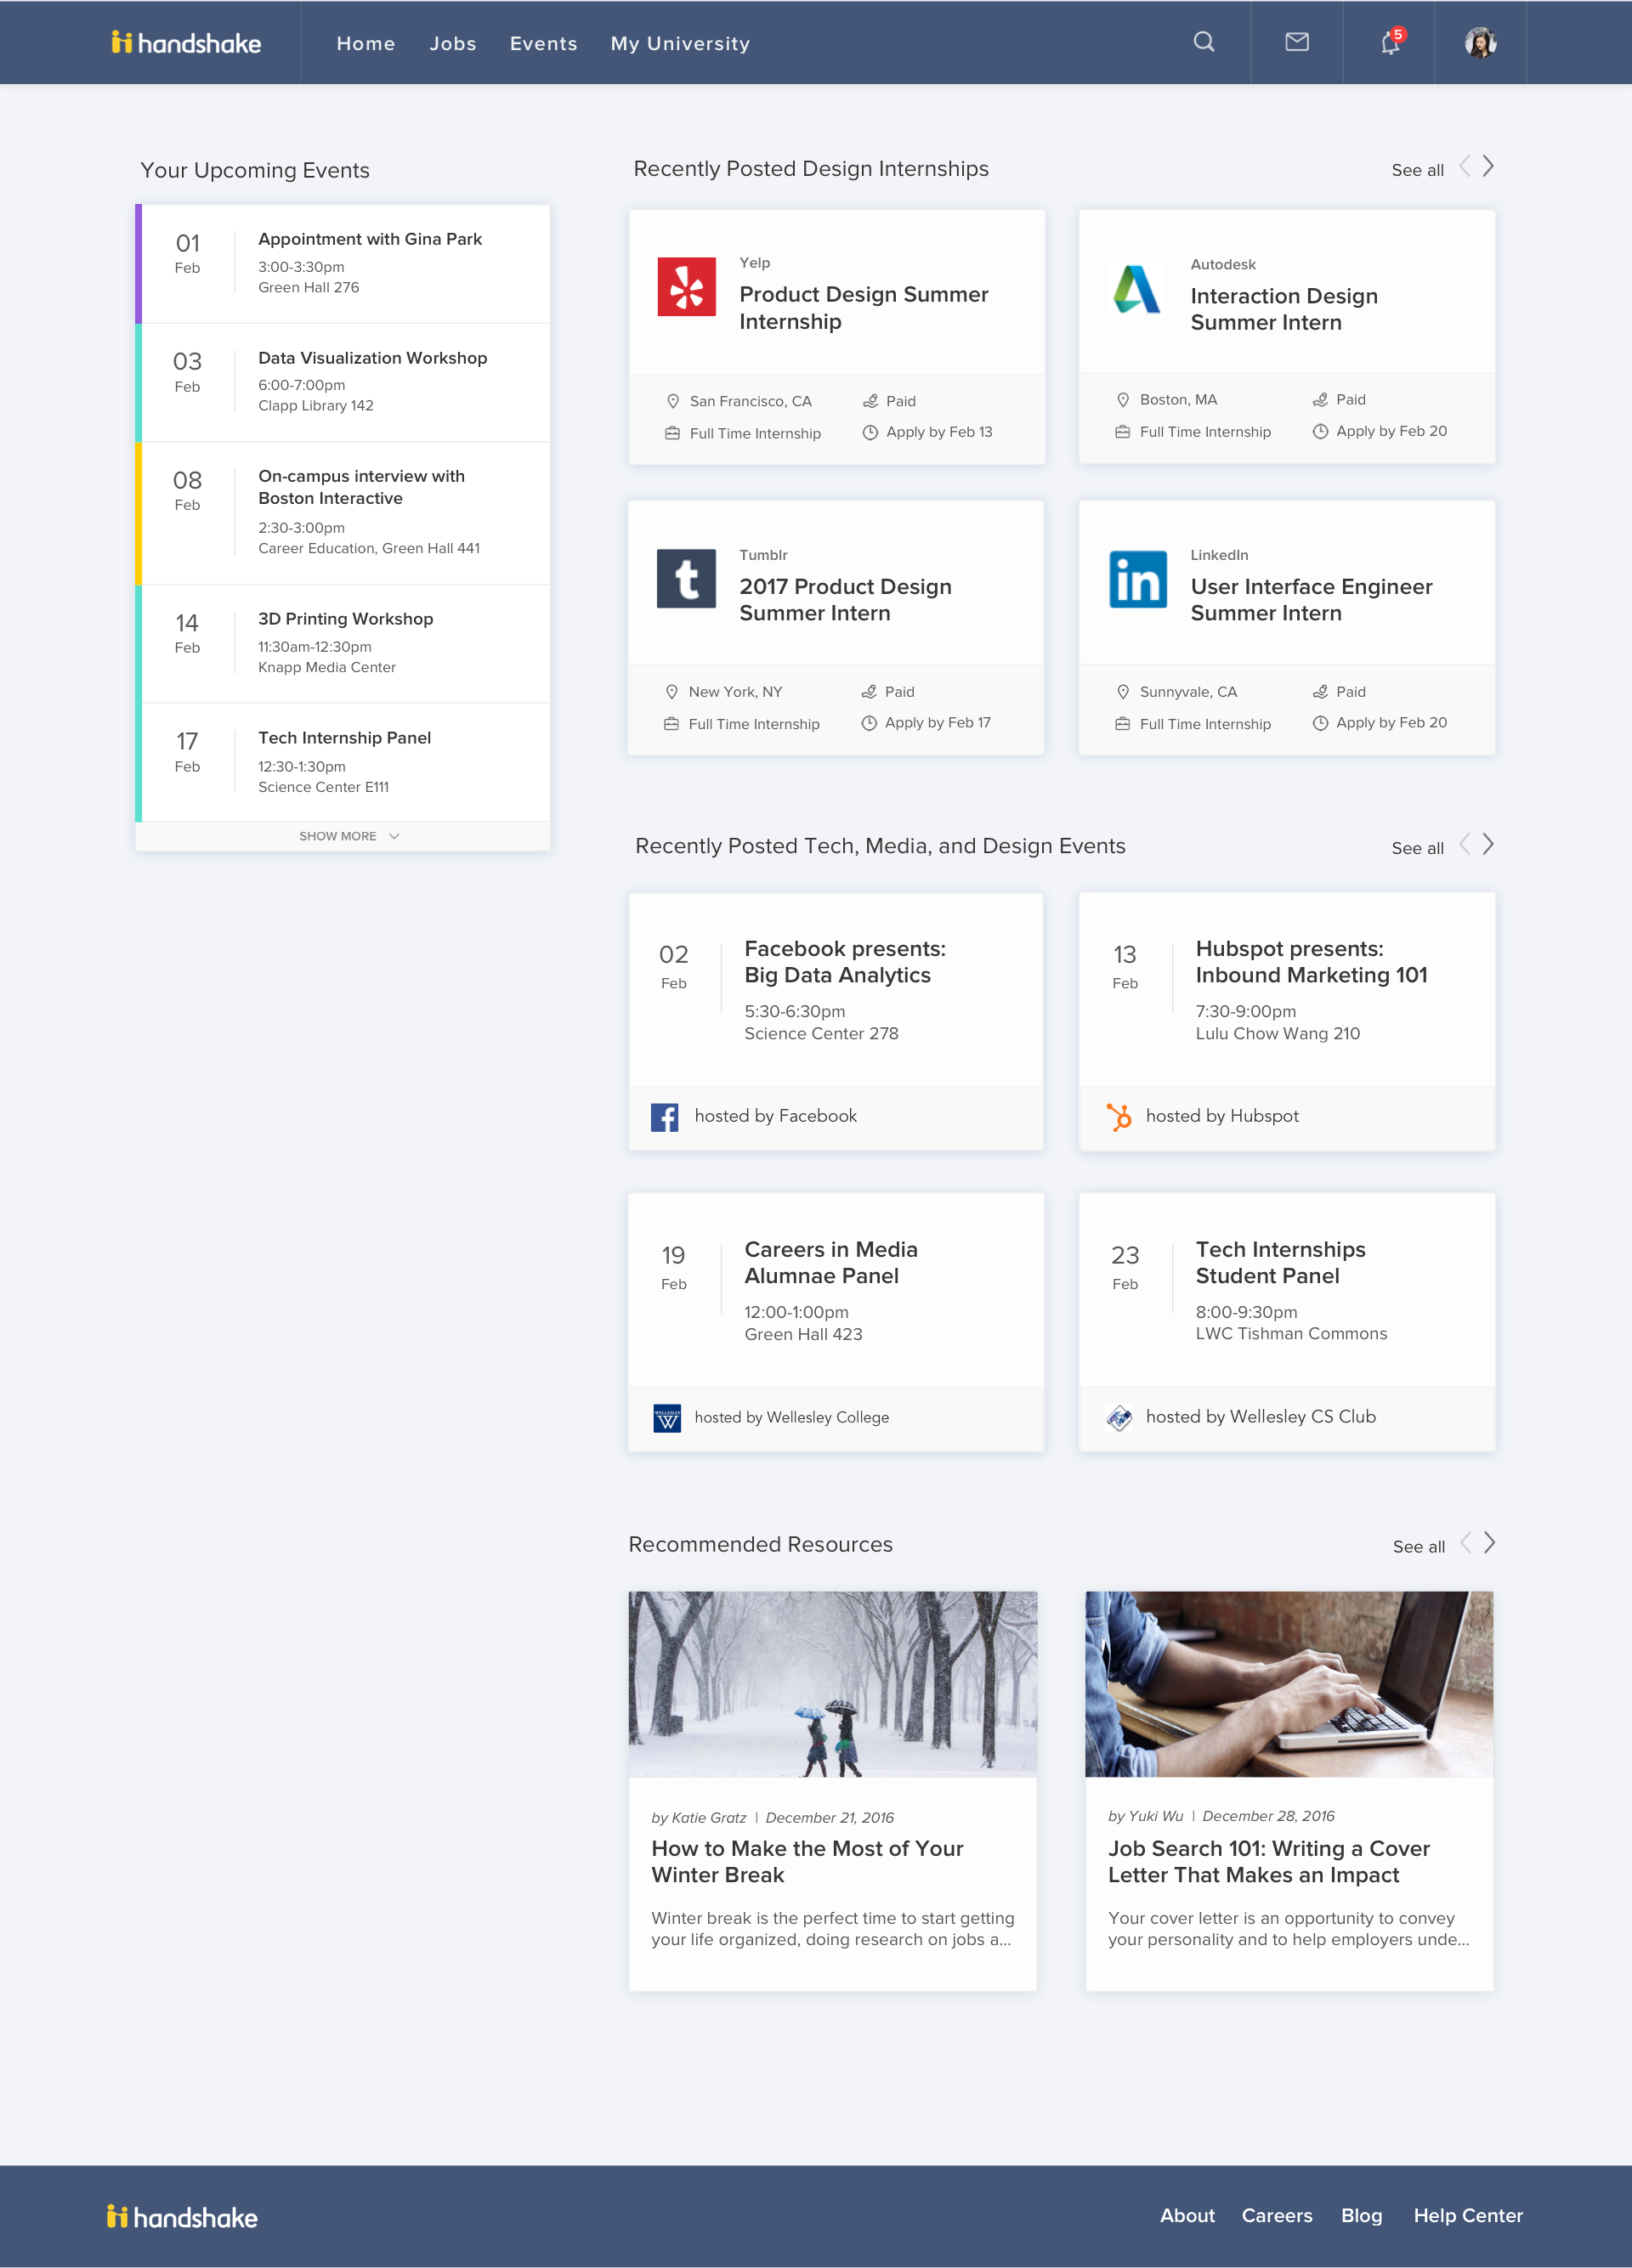 handshake
Home Jobs Events My University
5
Your Upcoming Events
01
Feb
Appointment with Gina Park
3:00-3:30pm
Green Hall 276
03
Feb
Data Visualization Workshop
6:00-7:00pm
Clapp Library 142
08
Feb
On-campus interview with
Boston Interactive
2:30-3:00pm
Career Education, Green Hall 441
14
Feb
3D Printing Workshop
11:30am-12:30pm
Knapp Media Center
17
Feb
Tech Internship Panel
12:30-1:30pm
Science Center E111
SHOW MORE
Recently Posted Design Internships
See all
Yelp
Product Design Summer
Internship
San Francisco, CA
Paid
Full Time Internship
Apply by Feb 13
Autodesk
Interaction Design
Summer Intern
Boston, MA
Paid
Full Time Internship
Apply by Feb 20
t
Tumblr
2017 Product Design
Summer Intern
New York, NY
Paid
Full Time Internship
Apply by Feb 17
in
LinkedIn
User Interface Engineer
Summer Intern
Sunnyvale, CA
Paid
Full Time Internship
Apply by Feb 20
Recently Posted Tech, Media, and Design Events
See all
02
Feb
Facebook presents:
Big Data Analytics
5:30-6:30pm
Science Center 278
f
hosted by Facebook
13
Feb
Hubspot presents:
Inbound Marketing 101
7:30-9:00pm
Lulu Chow Wang 210
hosted by Hubspot
19
Feb
Careers in Media
Alumnae Panel
12:00-1:00pm
Green Hall 423
WELLESLEY
W
hosted by Wellesley College
23
Feb
Tech Internships
Student Panel
8:00-9:30pm
LWC Tishman Commons
hosted by Wellesley CS Club
Recommended Resources
See all
by Katie Gratz | December 21, 2016
How to Make the Most of Your
Winter Break
Winter break is the perfect time to start getting
your life organized, doing research on jobs a...
by Yuki Wu | December 28, 2016
Job Search 101: Writing a Cover
Letter That Makes an Impact
Your cover letter is an opportunity to convey
your personality and to help employers unde...
handshake
About Careers Blog Help Center